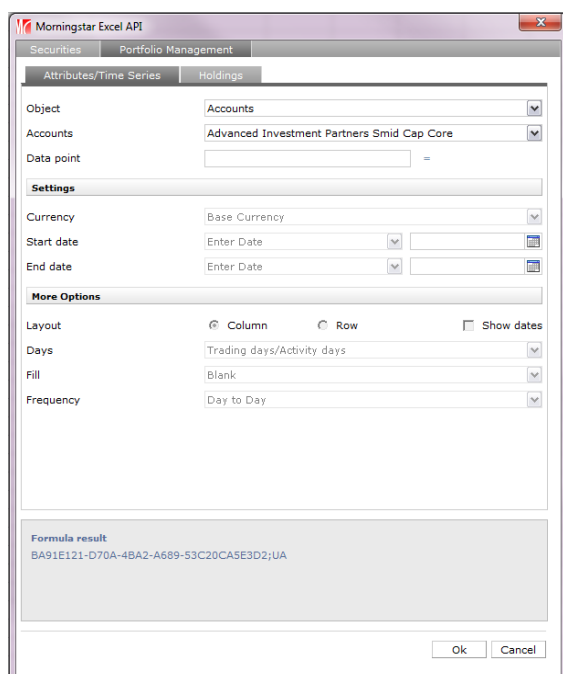 Morningstar Excel API
Securities Portfolio Management
Attributes/Time Series Holdings
Object Accounts
Accounts Advanced Investment Partners Smid Cap Core
Data point =
Settings
Currency Base Currency
Start date Enter Date
End date Enter Date
More Options
Layout Column Row Show dates
Days Trading days/Activity days
Fill Blank
Frequency Day to Day
Formula result
BA91E121-D70A-4BA2-A689-53C20CA5E3D2;UA
Ok Cancel